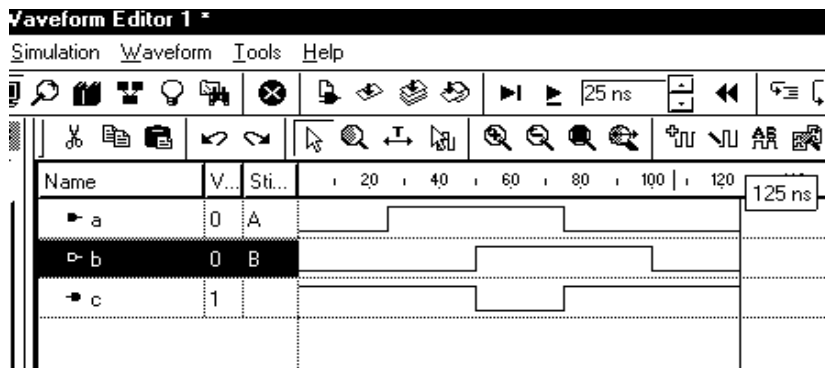 Waveform Editor 1 *
Simulation Waveform Tools Help
25 ns
Name V... Sti... 20 40 60 80 100 120
125 ns
a 0 A
b 0 B
c 1